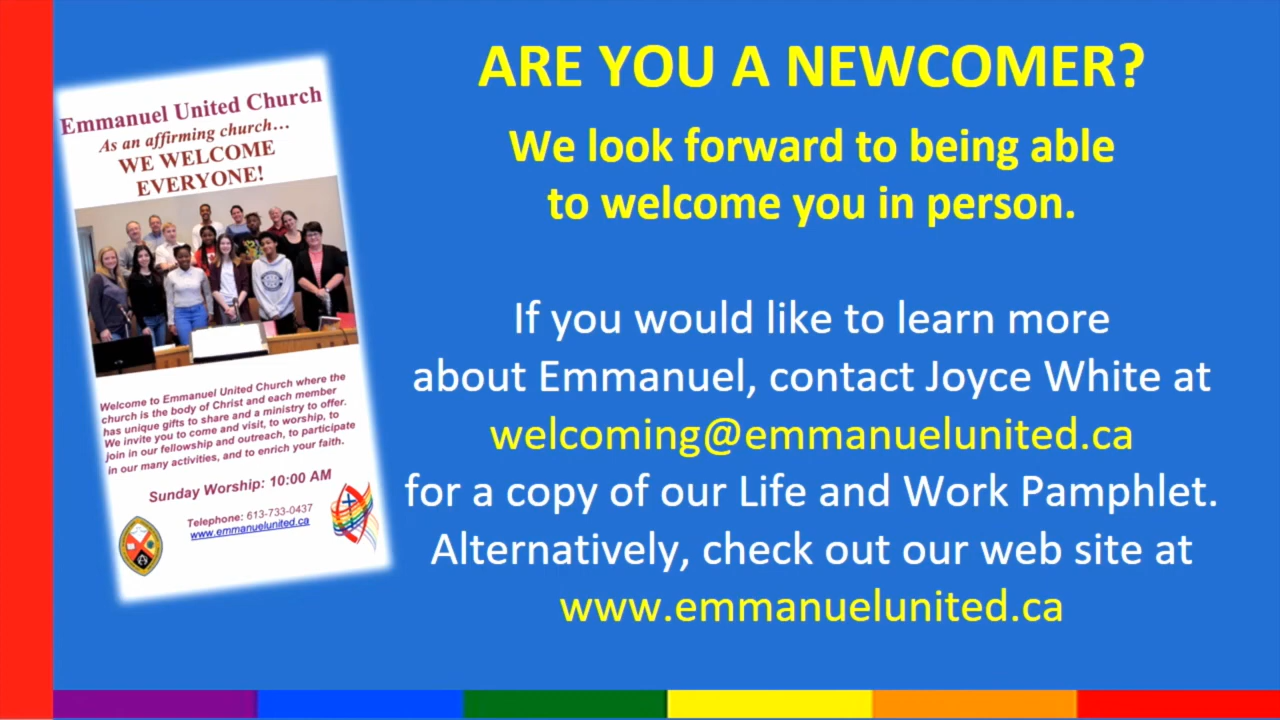 Emmanuel United Church
As an affirming church…
WE WELCOME
EVERYONE!
Welcome to Emmanuel United Church where the
church is the body of Christ and each member
has unique gifts to share and a ministry to offer.
We invite you to come and visit, to worship, to
join in our fellowship and outreach, to participate
in our many activities, and to enrich your faith.
Sunday Worship: 10:00 AM
Telephone: 613-733-0437
www.emmanuelunited.ca
ARE YOU A NEWCOMER?
We look forward to being able
to welcome you in person.
If you would like to learn more
about Emmanuel, contact Joyce White at
welcoming@emmanuelunited.ca
for a copy of our Life and Work Pamphlet.
Alternatively, check out our web site at
www.emmanuelunited.ca